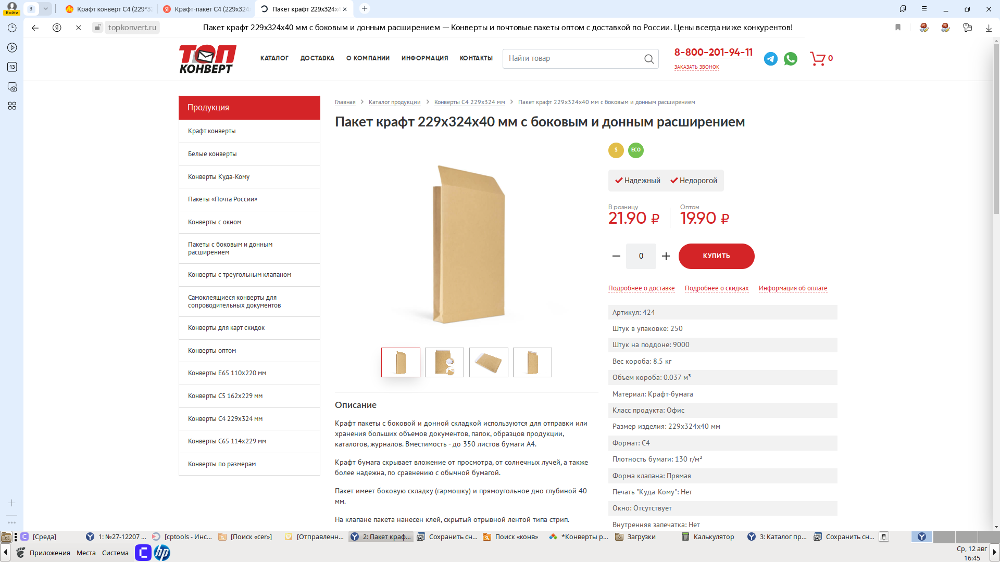 3
Крафт конверт С4 (229*32
Крафт-пакет С4 (229х324
Пакет крафт 229х324х4
Войти
topkonvert.ru
Пакет крафт 229х324х40 мм с боковым и донным расширением — Конверты и почтовые пакеты оптом с доставкой по России. Цены всегда ниже конкурентов!
13
ТОП
КОНВЕРТ
КАТАЛОГ
ДОСТАВКА
О КОМПАНИИ
ИНФОРМАЦИЯ
КОНТАКТЫ
Найти товар
8-800-201-94-11
ЗАКАЗАТЬ ЗВОНОК
0
Продукция
Крафт конверты
Белые конверты
Конверты Куда-Кому
Пакеты «Почта России»
Конверты с окном
Пакеты с боковым и донным
расширением
Конверты с треугольным клапаном
Самоклеящиеся конверты для
сопроводительных документов
Конверты для карт скидок
Конверты оптом
Конверты Е65 110х220 мм
Конверты С5 162х229 мм
Конверты С4 229х324 мм
Конверты С65 114х229 мм
Конверты по размерам
Главная > Каталог продукции > Конверты С4 229х324 мм > Пакет крафт 229х324х40 мм с боковым и донным расширением
Пакет крафт 229х324х40 мм с боковым и донным расширением
$
ECO
Надежный
Недорогой
В розницу
21.90 ₽
Оптом
19.90 ₽
0
КУПИТЬ
Подробнее о доставке
Подробнее о скидках
Информация об оплате
Артикул: 424
Штук в упаковке: 250
Штук на поддоне: 9000
Вес короба: 8.5 кг
Объем короба: 0.037 м³
Материал: Крафт-бумага
Класс продукта: Офис
Размер изделия: 229х324х40 мм
Формат: С4
Плотность бумаги: 130 г/м²
Форма клапана: Прямая
Печать "Куда-Кому": Нет
Окно: Отсутствует
Внутренняя запечатка: Нет
Описание
Крафт пакеты с боковой и донной складкой используются для отправки или
хранения больших объемов документов, папок, образцов продукции,
каталогов, журналов. Вместимость - до 350 листов бумаги А4.
Крафт бумага скрывает вложение от просмотра, от солнечных лучей, а также
более надежна, по сравнению с обычной бумагой.
Пакет имеет боковую складку (гармошку) и прямоугольное дно глубиной 40
мм.
На клапане пакета нанесен клей, скрытый отрывной лентой типа стрип.
[Среда]
1: №27-12207 ...
[cptools - Инс...
[Поиск «сег»]
[Отправленн...
2: Пакет краф...
Сохранить сн...
Поиск «конв»
*Конверты р...
Загрузки
Калькулятор
3: Каталог пр...
Сохранить сн...
Приложения
Места
Система
hp
Ср, 12 авг
16:45